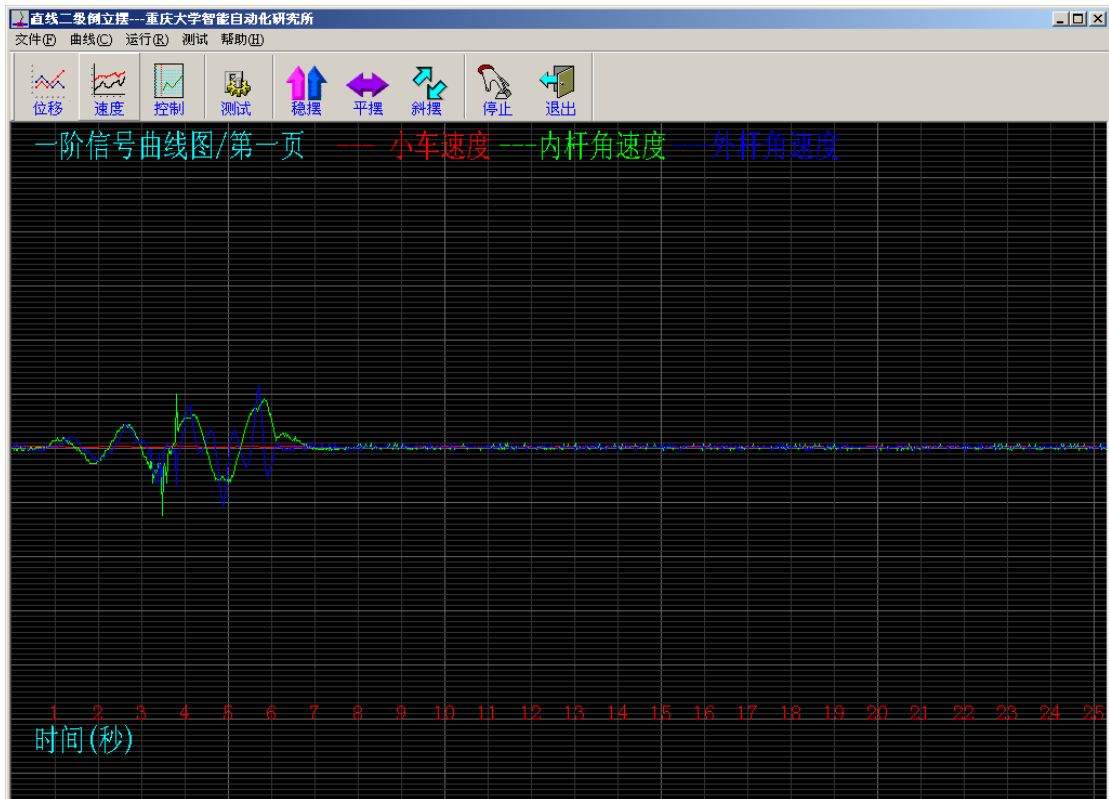 直线二级倒立摆---重庆大学智能自动化研究所
文件(F) 曲线(C) 运行(R) 测试 帮助(H)
位移 速度 控制 测试 稳摆 平摆 斜摆 停止 退出
一阶信号曲线图/第一页 --- 小车速度 ---内杆角速度 ---外杆角速度
1 2 3 4 5 6 7 8 9 10 11 12 13 14 15 16 17 18 19 20 21 22 23 24 25
时间(秒)